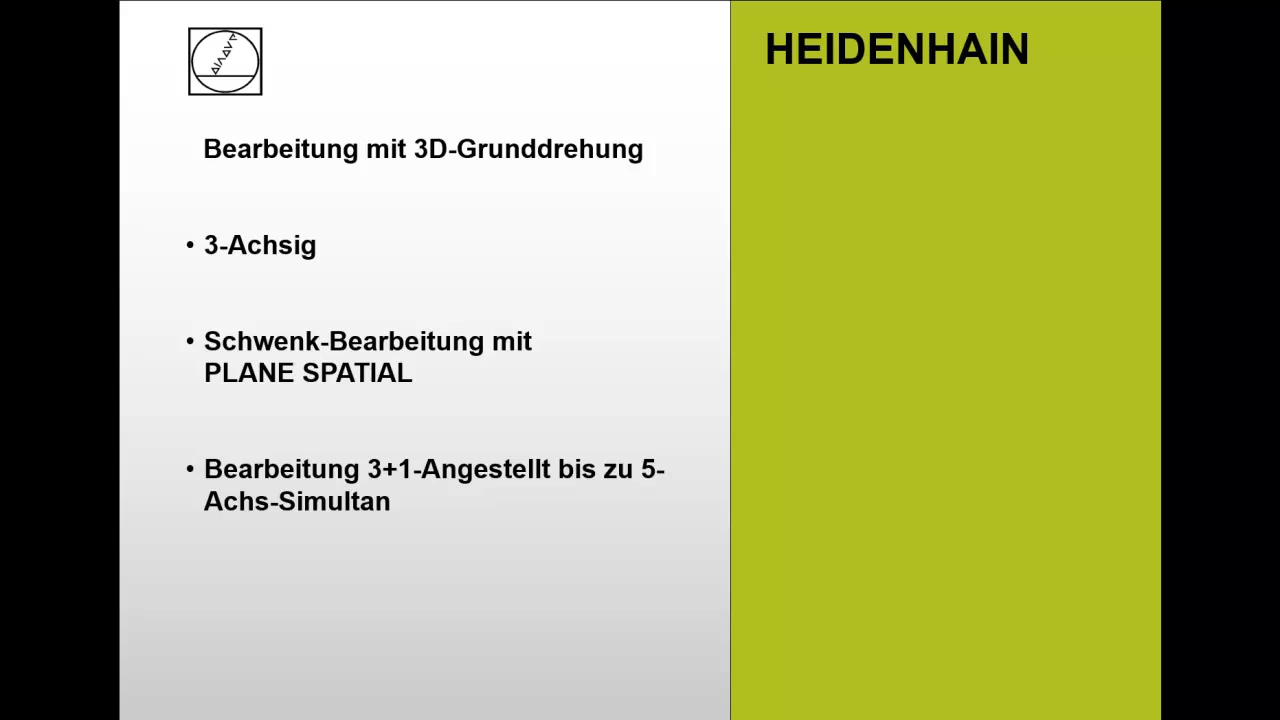 HEIDENHAIN
Bearbeitung mit 3D-Grunddrehung
• 3-Achsig
• Schwenk-Bearbeitung mit
PLANE SPATIAL
• Bearbeitung 3+1-Angestellt bis zu 5-
Achs-Simultan